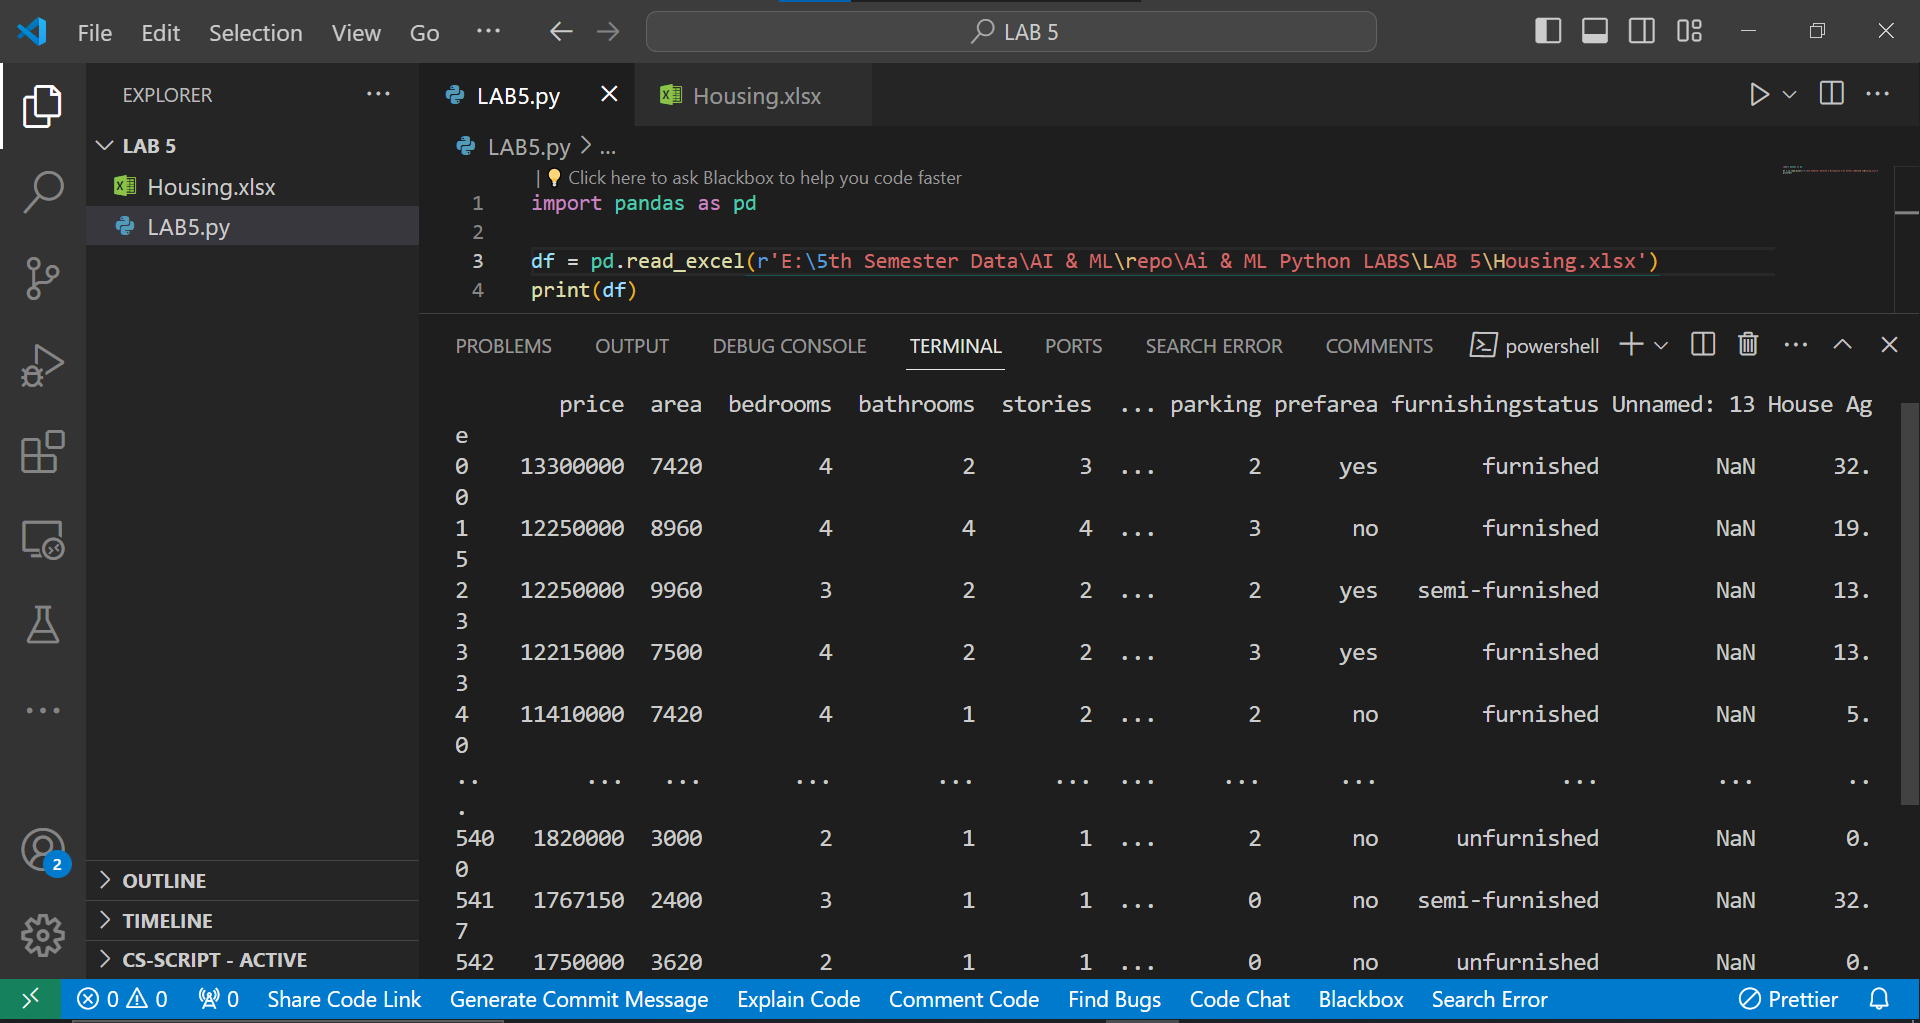 File Edit Selection View Go ... LAB 5
EXPLORER ...
LAB 5
Housing.xlsx
LAB5.py
LAB5.py Housing.xlsx
LAB5.py > ...
| Click here to ask Blackbox to help you code faster
1 import pandas as pd
2
3 df = pd.read_excel(r'E:\5th Semester Data\AI & ML\repo\Ai & ML Python LABS\LAB 5\Housing.xlsx')
4 print(df)
PROBLEMS OUTPUT DEBUG CONSOLE TERMINAL PORTS SEARCH ERROR COMMENTS powershell
price area bedrooms bathrooms stories ... parking prefarea furnishingstatus Unnamed: 13 House Ag
e
0 13300000 7420 4 2 3 ... 2 yes furnished NaN 32.
0
1 12250000 8960 4 4 4 ... 3 no furnished NaN 19.
5
2 12250000 9960 3 2 2 ... 2 yes semi-furnished NaN 13.
3
3 12215000 7500 4 2 2 ... 3 yes furnished NaN 13.
3
4 11410000 7420 4 1 2 ... 2 no furnished NaN 5.
0
.. ... ... ... ... ... ... ... ... ... ... ..
.
540 1820000 3000 2 1 1 ... 2 no unfurnished NaN 0.
0
541 1767150 2400 3 1 1 ... 0 no semi-furnished NaN 32.
7
542 1750000 3620 2 1 1 ... 0 no unfurnished NaN 0.
2
OUTLINE
TIMELINE
CS-SCRIPT - ACTIVE
0 0 0 Share Code Link Generate Commit Message Explain Code Comment Code Find Bugs Code Chat Blackbox Search Error Prettier